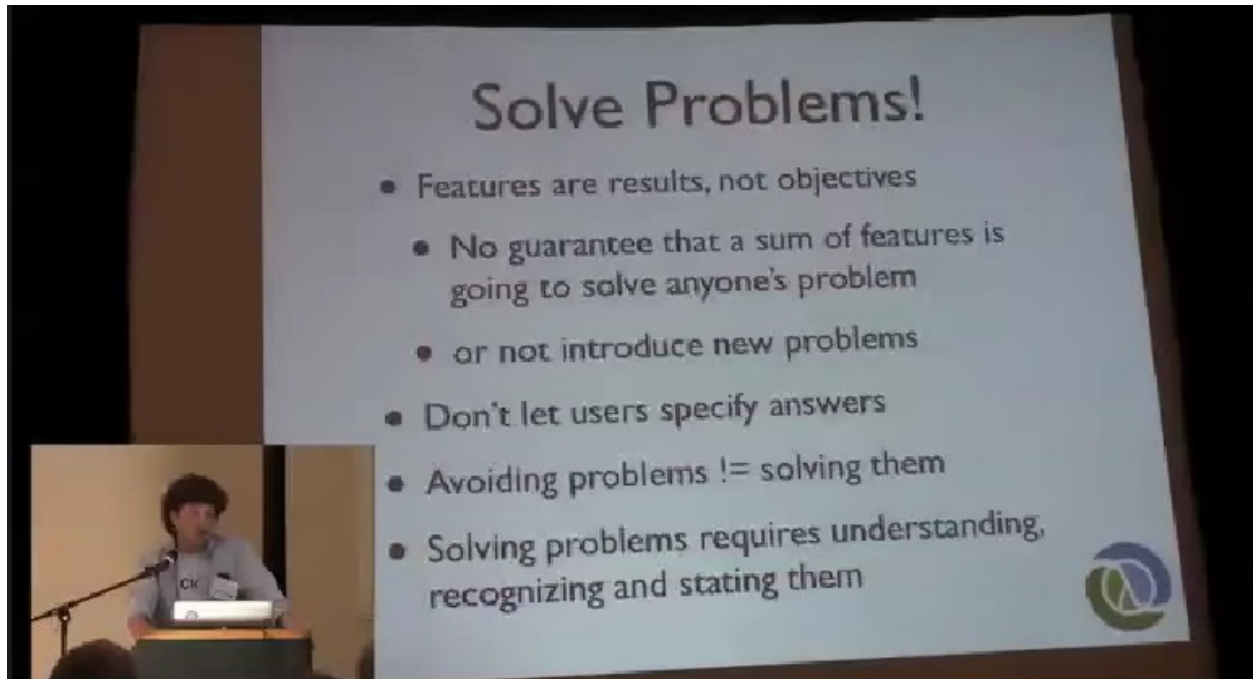 Solve Problems!
• Features are results, not objectives
• No guarantee that a sum of features is
going to solve anyone's problem
• or not introduce new problems
• Don't let users specify answers
• Avoiding problems != solving them
• Solving problems requires understanding,
recognizing and stating them